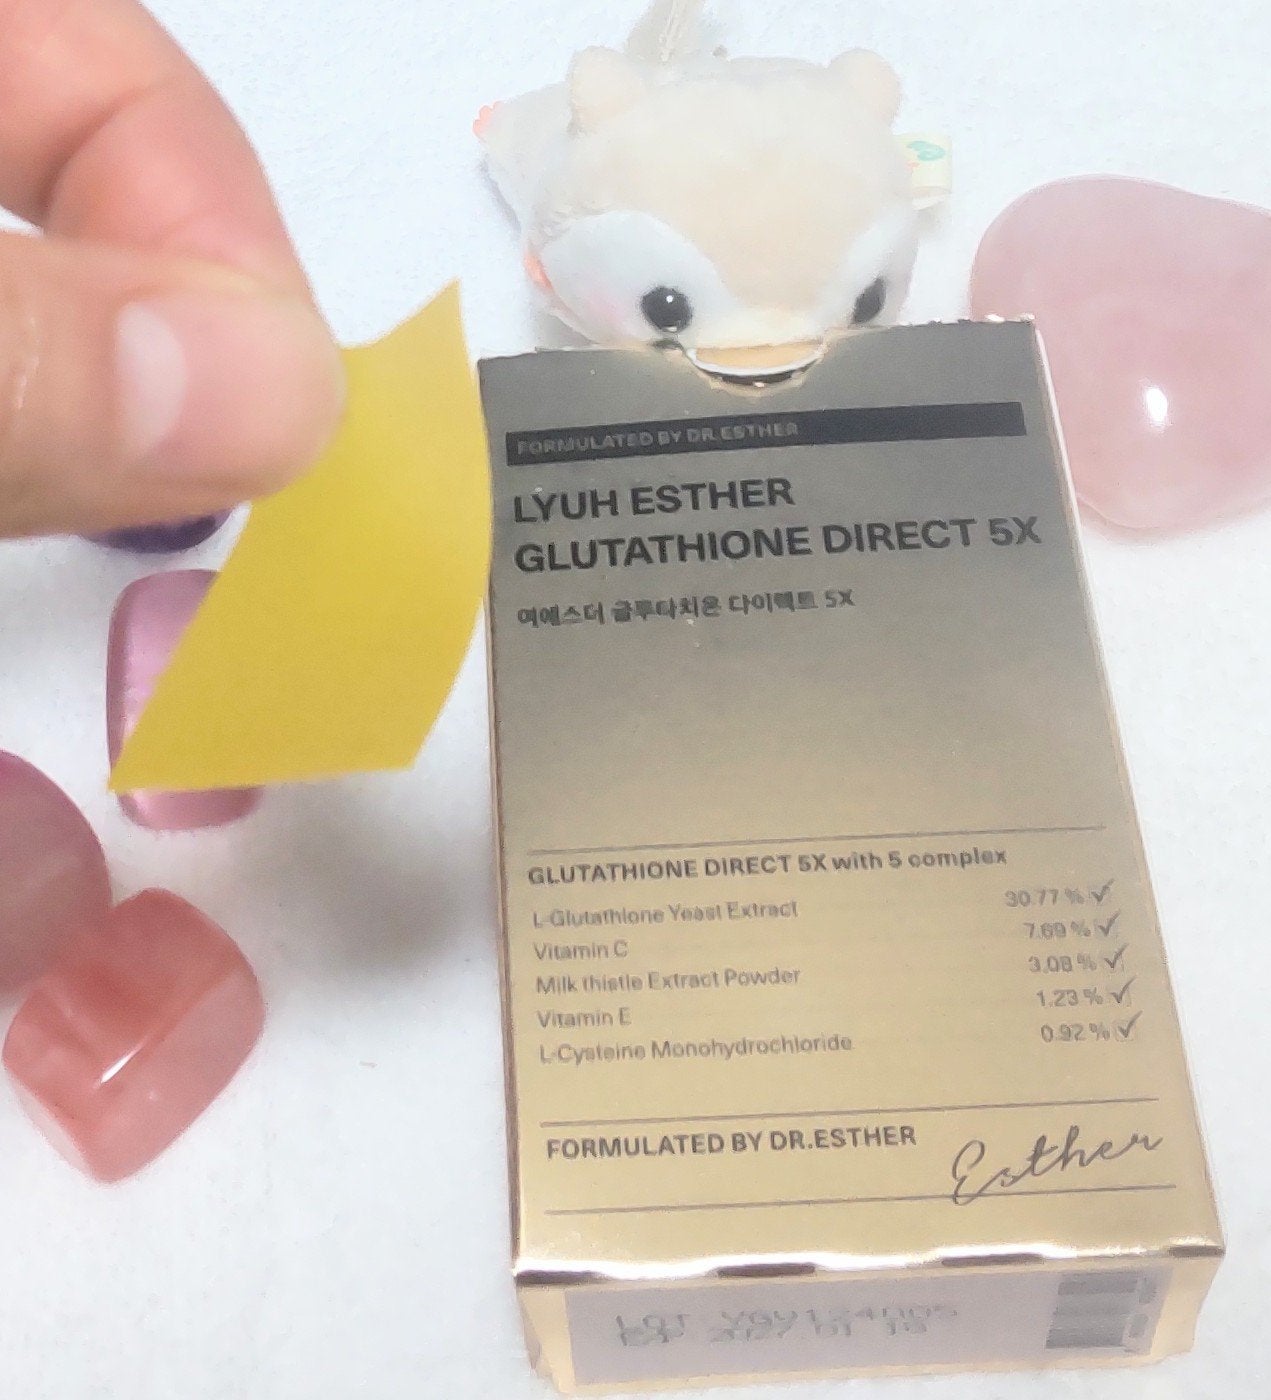 FORMULATED BY DR.ESTHER
LYUH ESTHER
GLUTATHIONE DIRECT 5X
여에스더 글루타치온 다이렉트 5X
GLUTATHIONE DIRECT 5X with 5 complex
L-Glutathione Yeast Extract 30.77 % ✓
Vitamin C 7.69 % ✓
Milk thistle Extract Powder 3.08 % ✓
Vitamin E 1.23 % ✓
L-Cysteine Monohydrochloride 0.92 % ✓
FORMULATED BY DR.ESTHER
Esther
LOT